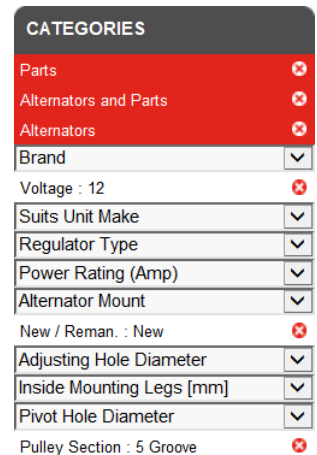 CATEGORIES
Parts
Alternators and Parts
Alternators
Brand
Voltage : 12
Suits Unit Make
Regulator Type
Power Rating (Amp)
Alternator Mount
New / Reman. : New
Adjusting Hole Diameter
Inside Mounting Legs [mm]
Pivot Hole Diameter
Pulley Section : 5 Groove